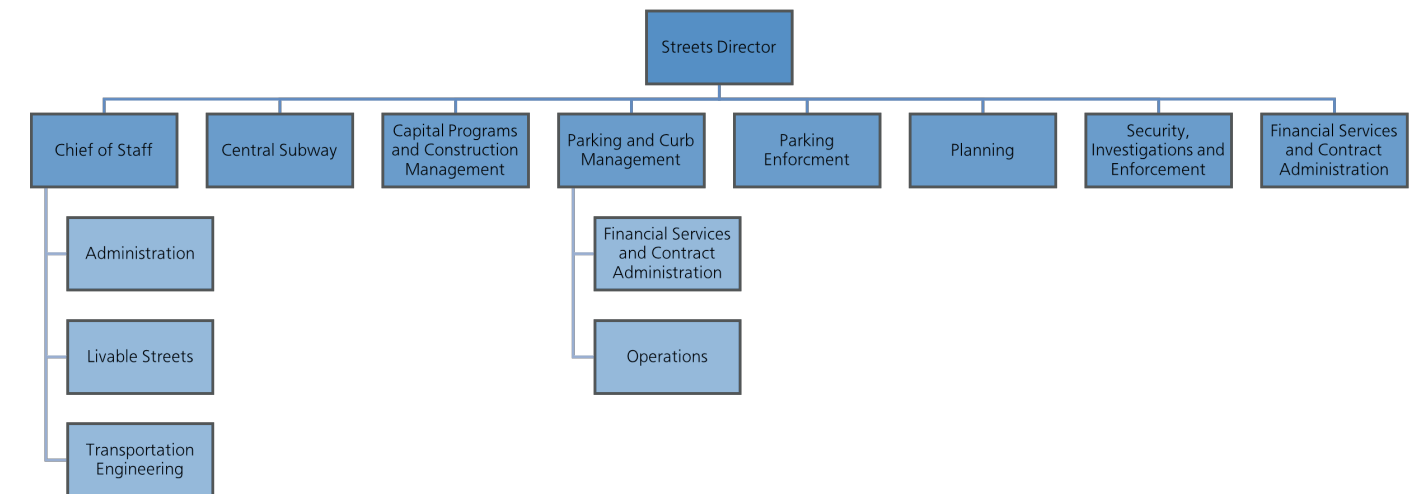 Streets Director
Chief of Staff
Central Subway
Capital Programs
and Construction
Management
Parking and Curb
Management
Parking
Enforcment
Planning
Security,
Investigations and
Enforcement
Financial Services
and Contract
Administration
Administration
Livable Streets
Transportation
Engineering
Financial Services
and Contract
Administration
Operations